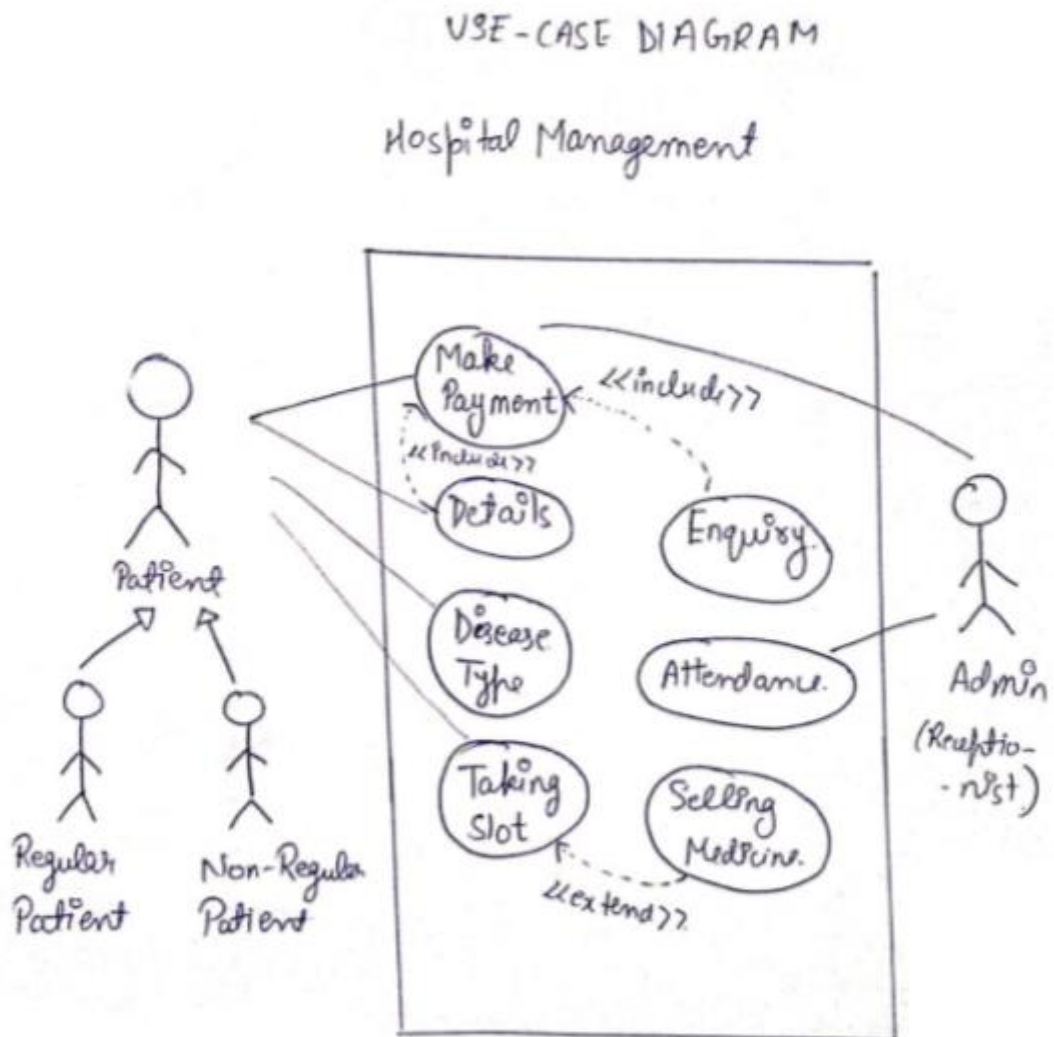 USE-CASE DIAGRAM
Hospital Management
Make
Payment
<<include>>
<<include>>
Details
Enquiry.
Patient
Disease
Type
Attendance.
Admin
(Receptio-
-nist)
Taking
Slot
Selling
Medicine.
Regular
Patient
Non-Regular
Patient
<<extend>>